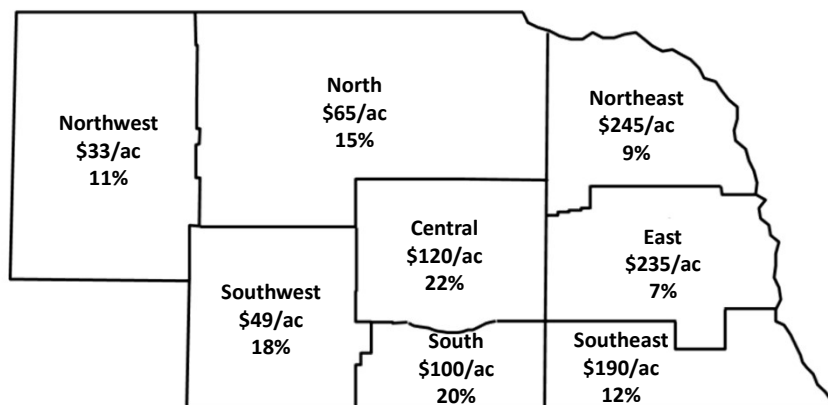 North
$65/ac
15%
Northwest
$33/ac
11%
Northeast
$245/ac
9%
Central
$120/ac
22%
East
$235/ac
7%
Southwest
$49/ac
18%
South
$100/ac
20%
Southeast
$190/ac
12%